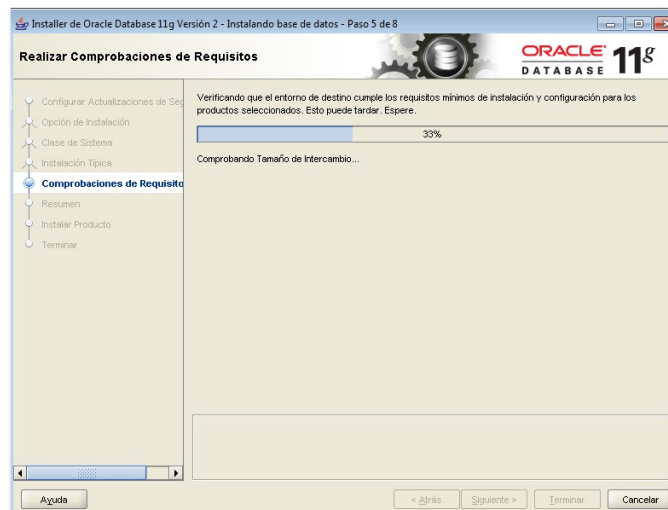 Installer de Oracle Database 11g Versión 2 - Instalando base de datos - Paso 5 de 8
Realizar Comprobaciones de Requisitos
ORACLE
DATABASE
11g
Configurar Actualizaciones de Seg
Opción de Instalación
Clase de Sistema
Instalación Típica
Comprobaciones de Requisito
Resumen
Instalar Producto
Terminar
Verificando que el entorno de destino cumple los requisitos mínimos de instalación y configuración para los
productos seleccionados. Esto puede tardar. Espere.
33%
Comprobando Tamaño de Intercambio...
Ayuda
< Atrás
Siguiente >
Terminar
Cancelar